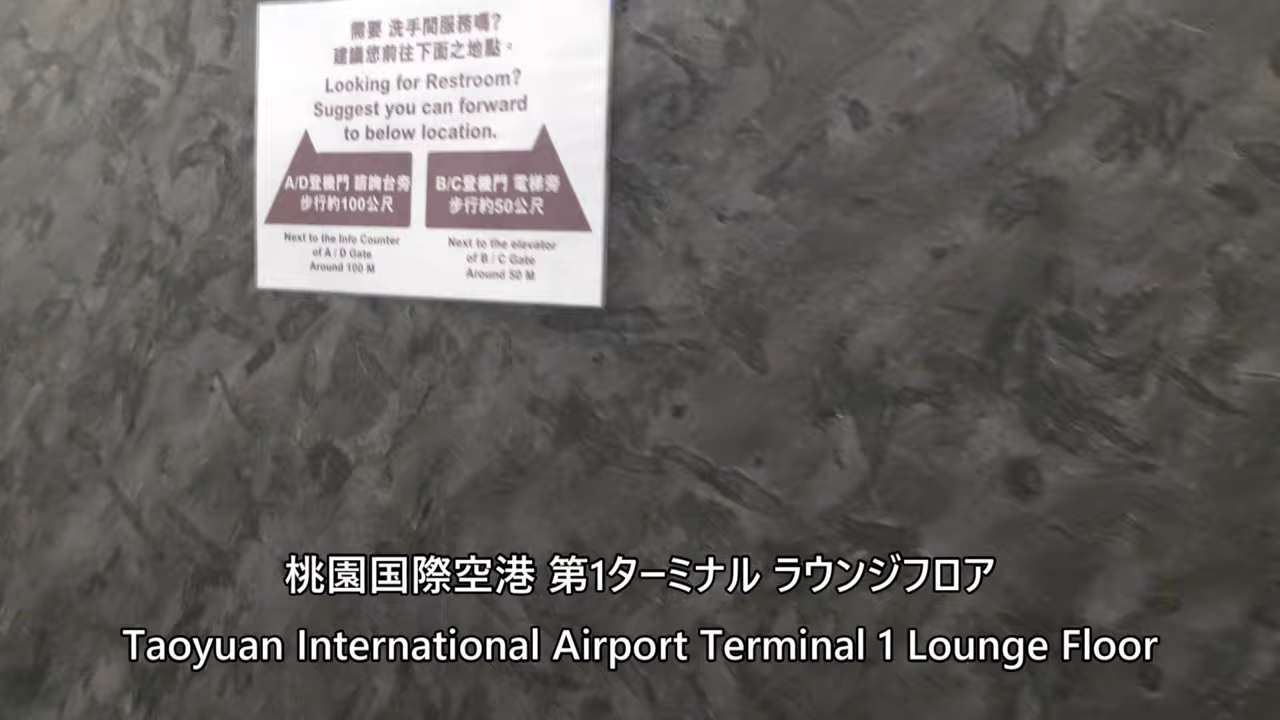 需要 洗手間服務嗎?
建議您前往下面之地點。
Looking for Restroom?
Suggest you can forward
to below location.
A/D登機門 諮詢台旁
步行約100公尺
Next to the Info Counter
of A / D Gate
Around 100 M
B/C登機門 電梯旁
步行約50公尺
Next to the elevator
of B / C Gate
Around 50 M
桃園国際空港 第1ターミナル ラウンジフロア
Taoyuan International Airport Terminal 1 Lounge Floor